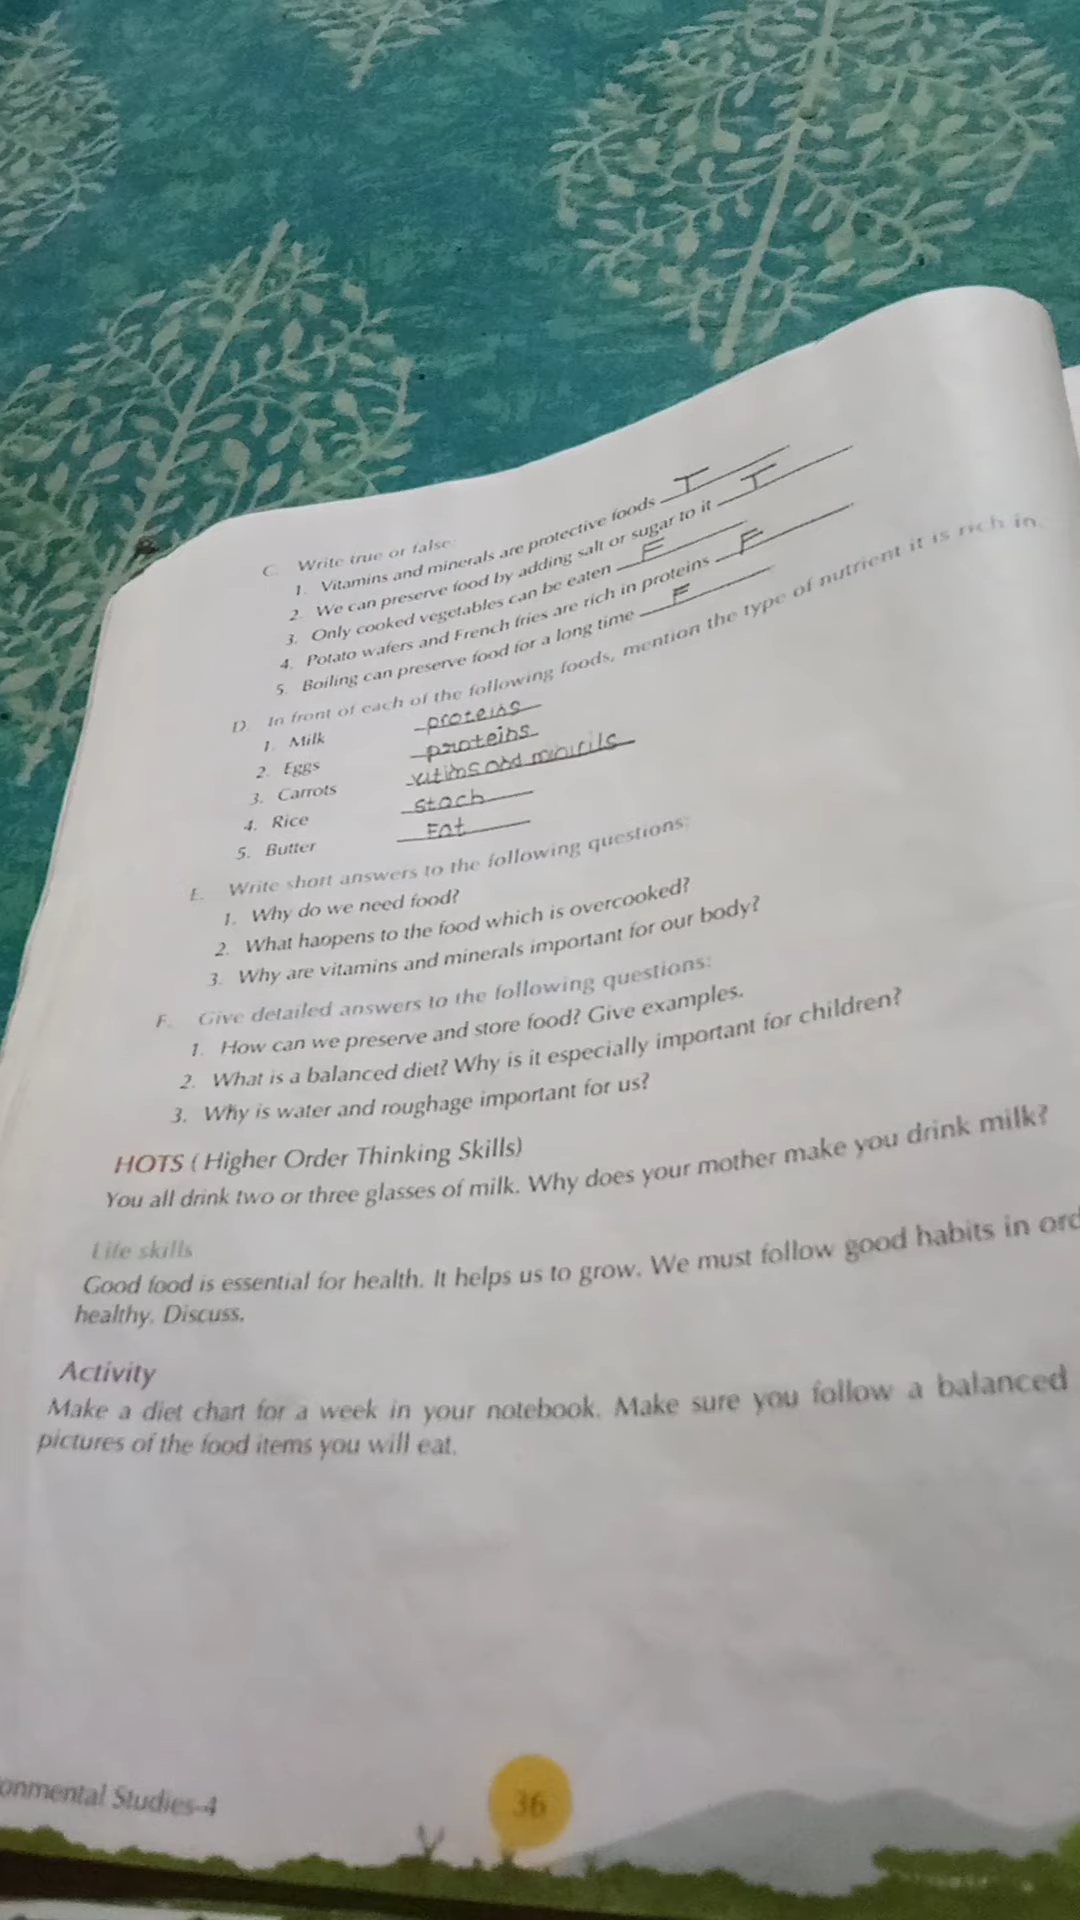 C. Write true or false:
1. Vitamins and minerals are protective foods T
2. We can preserve food by adding salt or sugar to it T
3. Only cooked vegetables can be eaten F
4. Potato wafers and French fries are rich in proteins F
5. Boiling can preserve food for a long time F
D. In front of each of the following foods, mention the type of nutrient it is rich in.
1. Milk proteins
2. Eggs proteins
3. Carrots vitims and minirils
4. Rice stach
5. Butter Fat
E. Write short answers to the following questions:
1. Why do we need food?
2. What happens to the food which is overcooked?
3. Why are vitamins and minerals important for our body?
F. Give detailed answers to the following questions:
1. How can we preserve and store food? Give examples.
2. What is a balanced diet? Why is it especially important for children?
3. Why is water and roughage important for us?
HOTS (Higher Order Thinking Skills)
You all drink two or three glasses of milk. Why does your mother make you drink milk?
Life skills
Good food is essential for health. It helps us to grow. We must follow good habits in ord
healthy. Discuss.
Activity
Make a diet chart for a week in your notebook. Make sure you follow a balanced
pictures of the food items you will eat.
onmental Studies-4
36